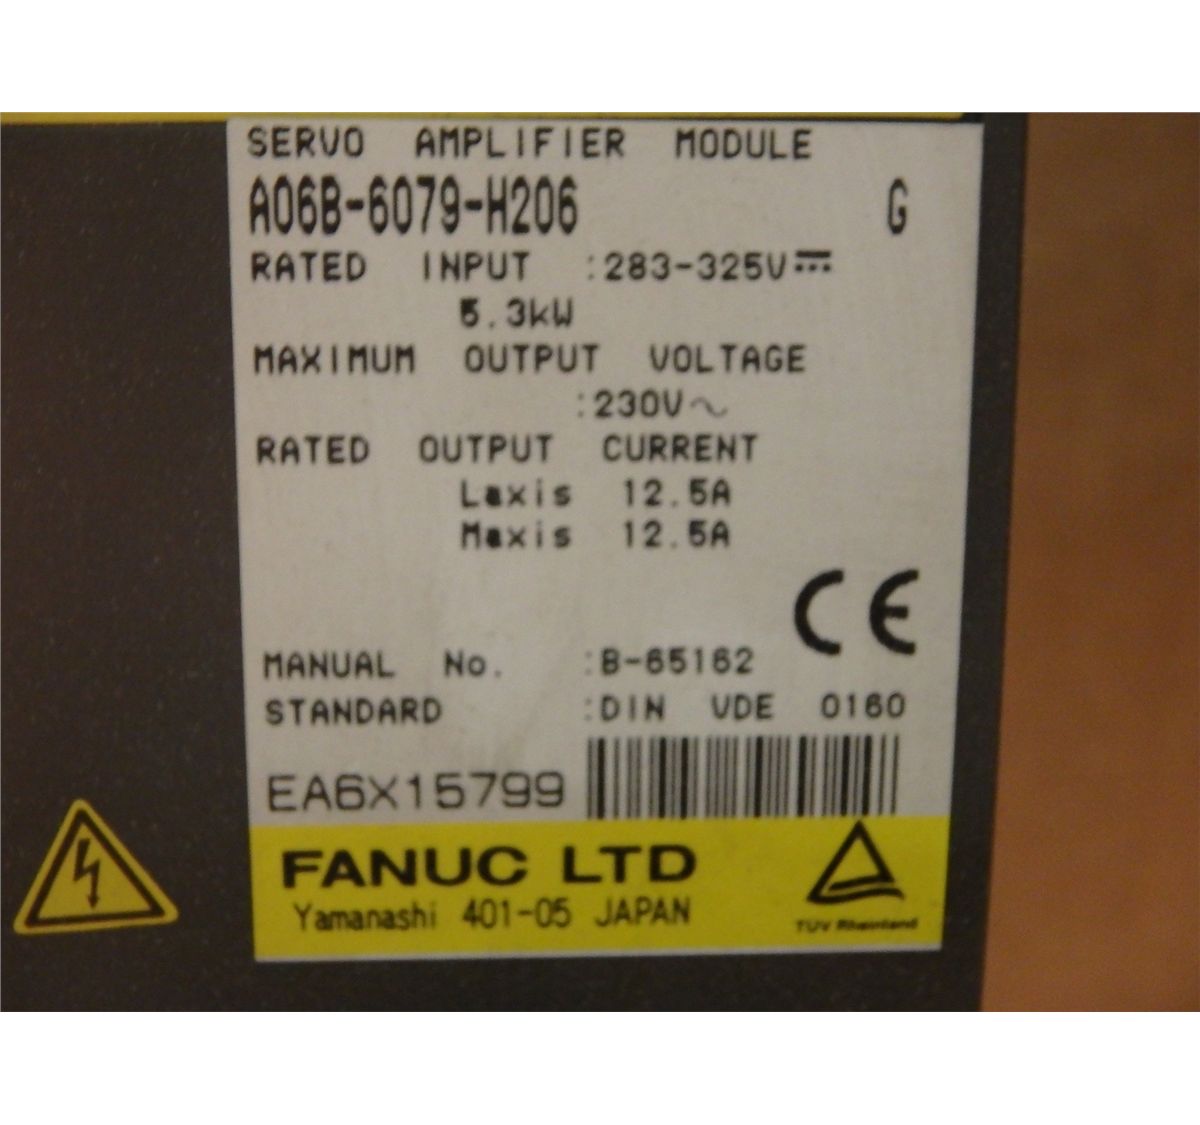 SERVO AMPLIFIER MODULE
A06B-6079-H206 G
RATED INPUT :283-325V⎓
5.3kW
MAXIMUM OUTPUT VOLTAGE
:230V～
RATED OUTPUT CURRENT
Laxis 12.5A
Maxis 12.5A
CE
MANUAL No. :B-65162
STANDARD :DIN VDE 0160
EA6X15799
FANUC LTD
Yamanashi 401-05 JAPAN
TÜV Rheinland